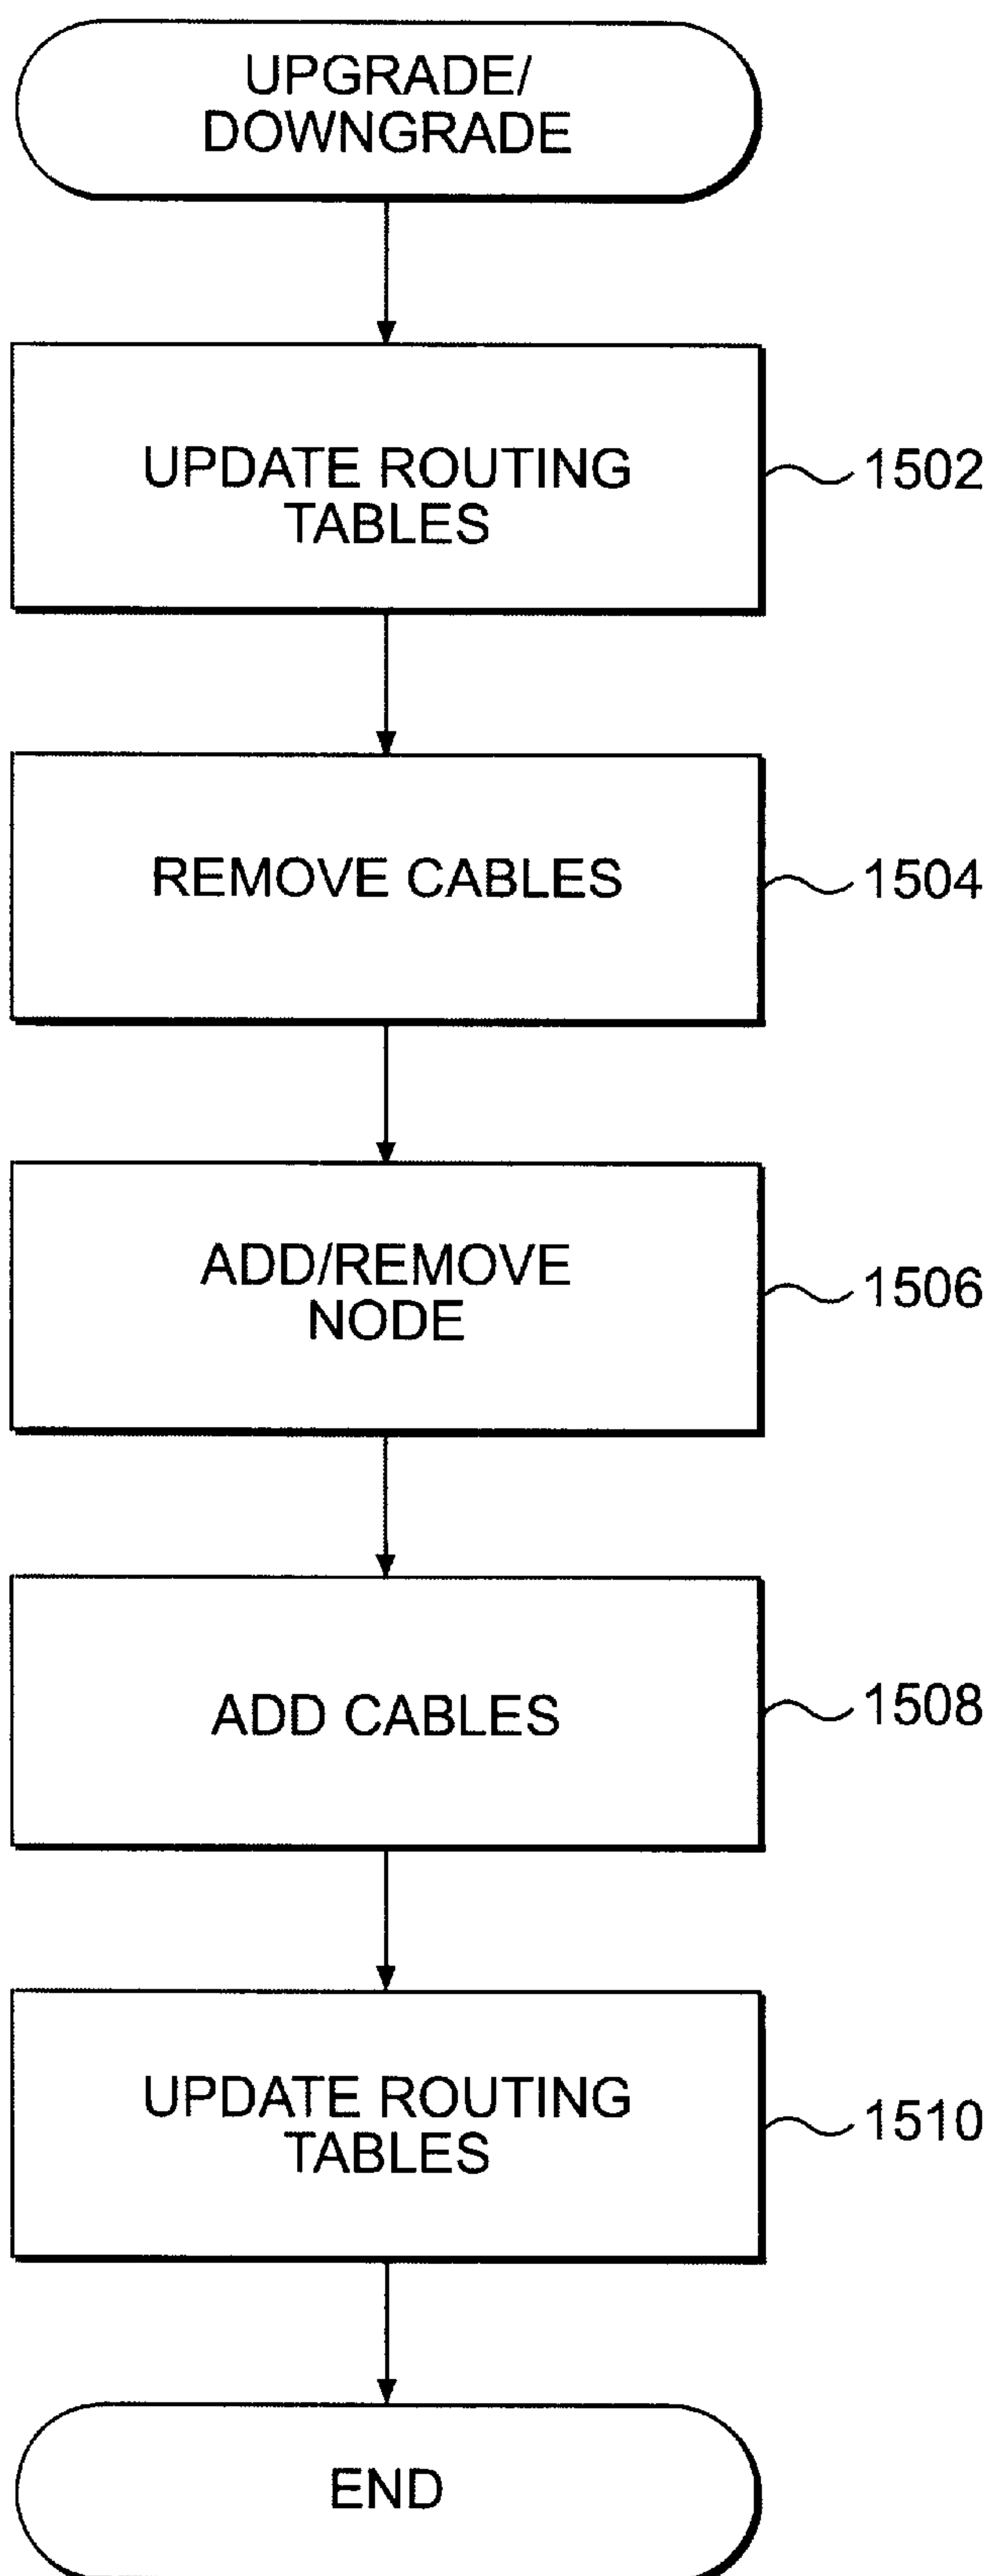 UPGRADE/
DOWNGRADE
UPDATE ROUTING
TABLES
1502
REMOVE CABLES
1504
ADD/REMOVE
NODE
1506
ADD CABLES
1508
UPDATE ROUTING
TABLES
1510
END